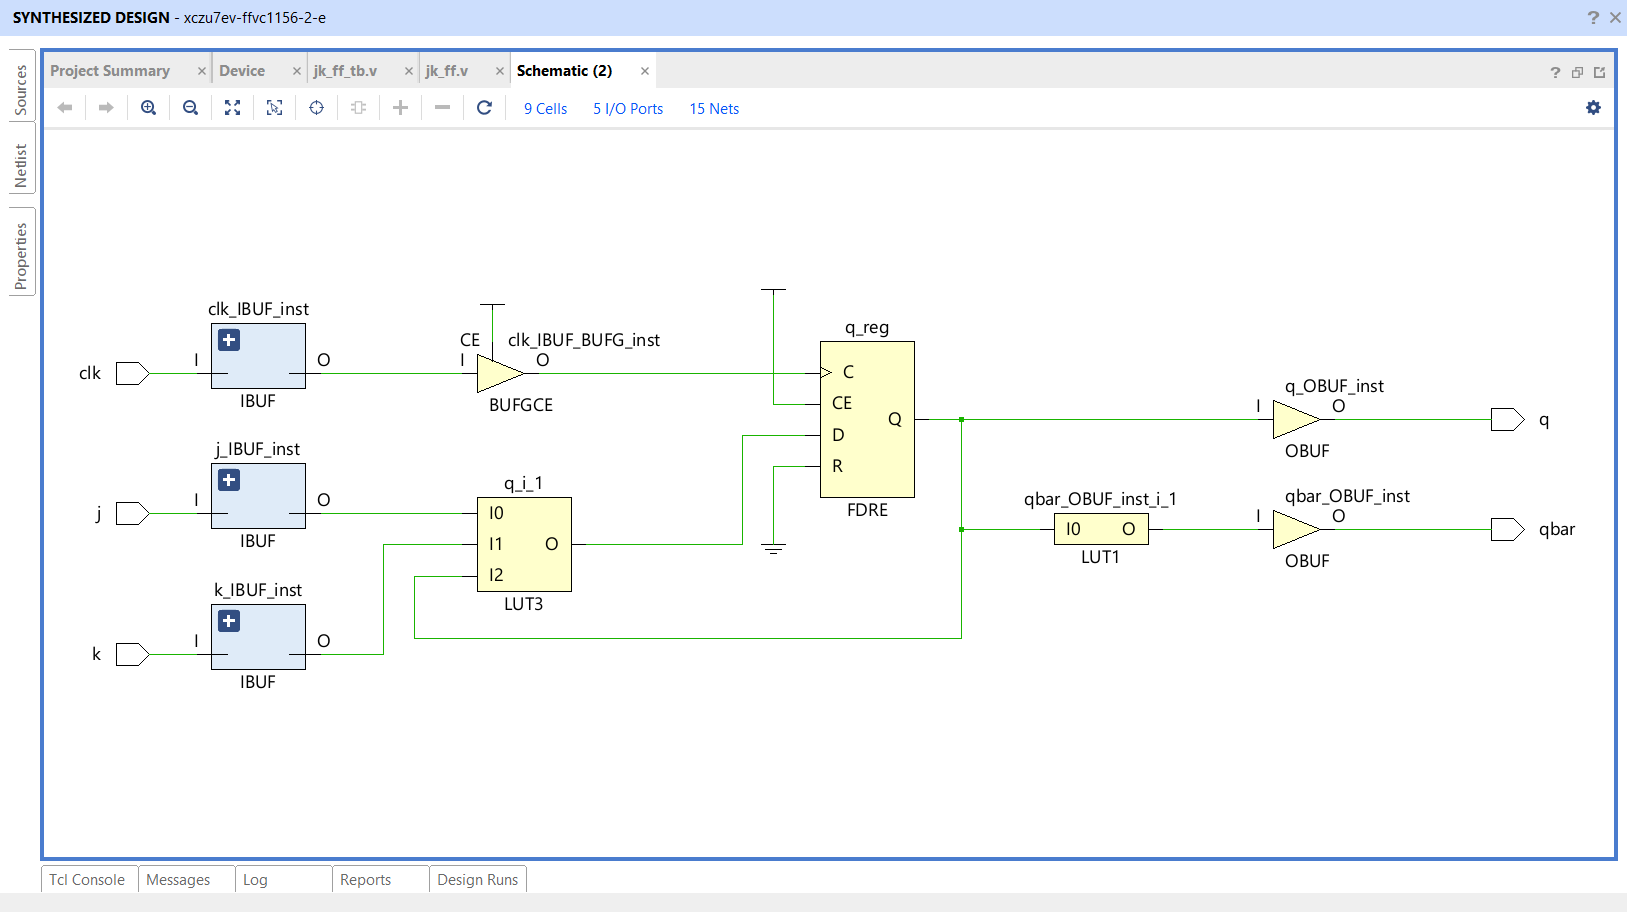 SYNTHESIZED DESIGN - xczu7ev-ffvc1156-2-e
Sources
Netlist
Properties
Project Summary
Device
jk_ff_tb.v
jk_ff.v
Schematic (2)
9 Cells
5 I/O Ports
15 Nets
clk_IBUF_inst
clk
I
O
IBUF
CE
clk_IBUF_BUFG_inst
I
O
BUFGCE
q_reg
C
CE
D
R
Q
FDRE
j_IBUF_inst
j
I
O
IBUF
q_i_1
I0
I1
I2
O
LUT3
k_IBUF_inst
k
I
O
IBUF
q_OBUF_inst
I
O
OBUF
q
qbar_OBUF_inst_i_1
I0
O
LUT1
qbar_OBUF_inst
I
O
OBUF
qbar
Tcl Console
Messages
Log
Reports
Design Runs